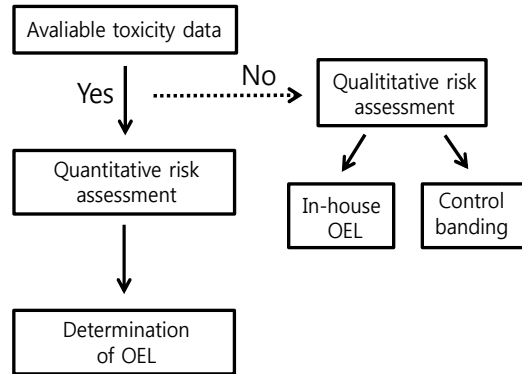 Avaliable toxicity data
Yes
No
Qualititative risk
assessment
Quantitative risk
assessment
In-house
OEL
Control
banding
Determination
of OEL